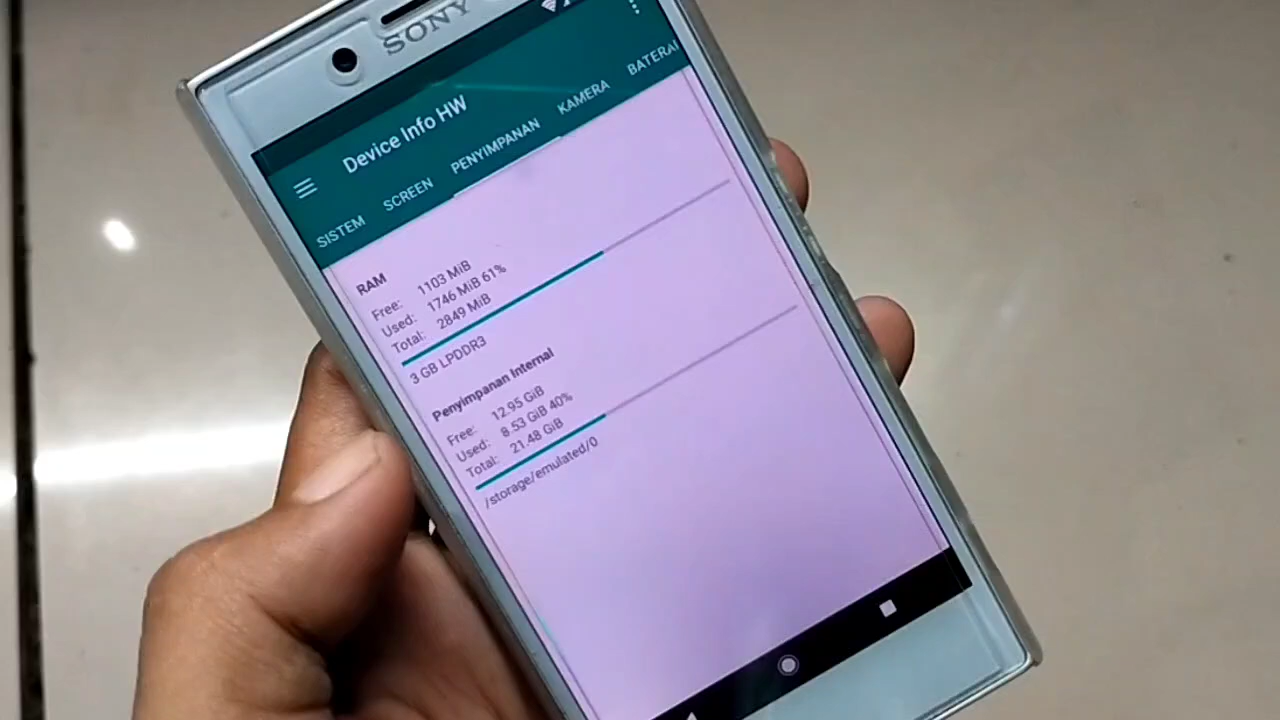 SONY
Device Info HW
SISTEM SCREEN PENYIMPANAN KAMERA BATERAI
RAM
Free: 1103 MiB
Used: 1746 MiB 61%
Total: 2849 MiB
3 GB LPDDR3
Penyimpanan Internal
Free: 12.95 GiB
Used: 8.53 GiB 40%
Total: 21.48 GiB
/storage/emulated/0